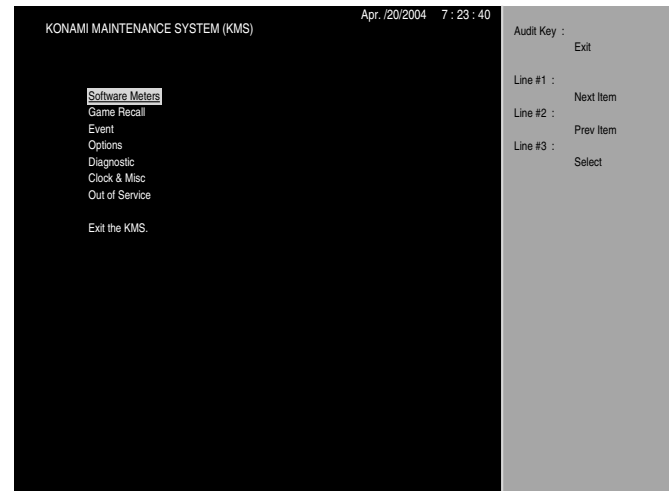 Apr. /20/2004 7 : 23 : 40
KONAMI MAINTENANCE SYSTEM (KMS)
Software Meters
Game Recall
Event
Options
Diagnostic
Clock & Misc
Out of Service
Exit the KMS.
Audit Key :
Exit
Line #1 :
Next Item
Line #2 :
Prev Item
Line #3 :
Select